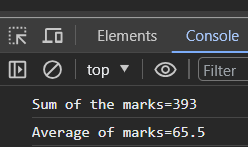 Elements Console
top Filter
Sum of the marks=393
Average of marks=65.5